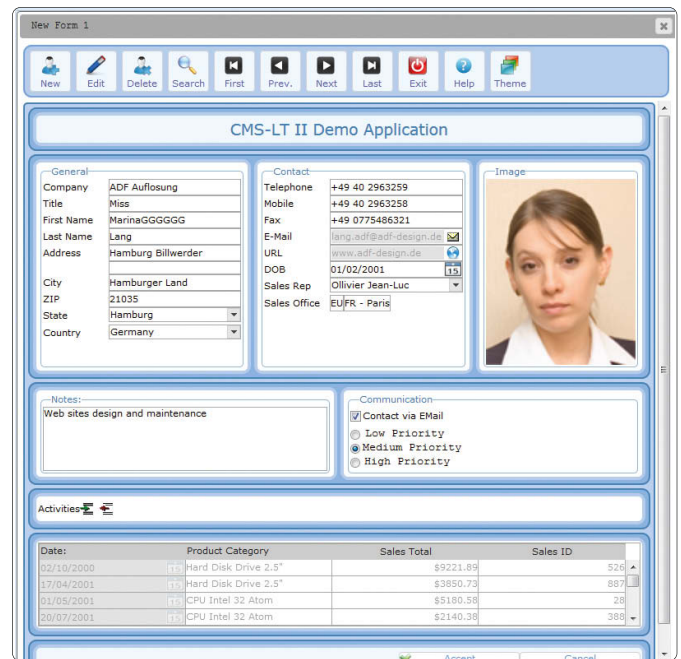 New Form 1
New Edit Delete Search First Prev. Next Last Exit Help Theme
CMS-LT II Demo Application
General
Company ADF Auflosung
Title Miss
First Name MarinaGGGGGG
Last Name Lang
Address Hamburg Billwerder
City Hamburger Land
ZIP 21035
State Hamburg
Country Germany
Contact
Telephone +49 40 2963259
Mobile +49 40 2963258
Fax +49 0775486321
E-Mail lang.adf@adf-design.de
URL www.adf-design.de
DOB 01/02/2001 15
Sales Rep Ollivier Jean-Luc
Sales Office EU FR - Paris
Image
Notes:
Web sites design and maintenance
Communication
Contact via EMail
Low Priority
Medium Priority
High Priority
Activities
Date: Product Category Sales Total Sales ID
02/10/2000 15 Hard Disk Drive 2.5" $9221.89 526
17/04/2001 15 Hard Disk Drive 2.5" $3850.73 887
01/05/2001 15 CPU Intel 32 Atom $5180.58 28
20/07/2001 15 CPU Intel 32 Atom $2140.38 388
Accept Cancel